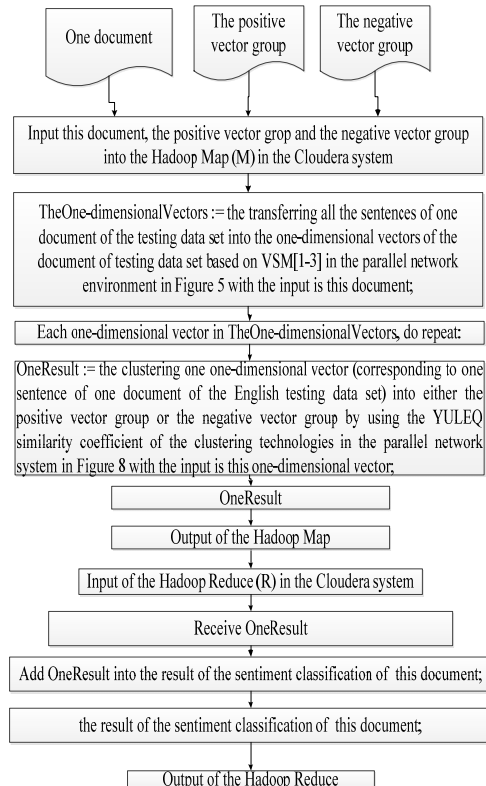 One document
The positive
vector group
The negative
vector group
Input this document, the positive vector grop and the negative vector group
into the Hadoop Map (M) in the Cloudera system
TheOne-dimensionalVectors := the transferring all the sentences of one
document of the testing data set into the one-dimensional vectors of the
document of testing data set based on VSM[1-3] in the parallel network
environment in Figure 5 with the input is this document;
Each one-dimensional vector in TheOne-dimensionalVectors, do repeat:
OneResult := the clustering one one-dimensional vector (corresponding to one
sentence of one document of the English testing data set) into either the
positive vector group or the negative vector group by using the YULEQ
similarity coefficient of the clustering technologies in the parallel network
system in Figure 8 with the input is this one-dimensional vector;
OneResult
Output of the Hadoop Map
Input of the Hadoop Reduce (R) in the Cloudera system
Receive OneResult
Add OneResult into the result of the sentiment classification of this document;
the result of the sentiment classification of this document;
Output of the Hadoop Reduce